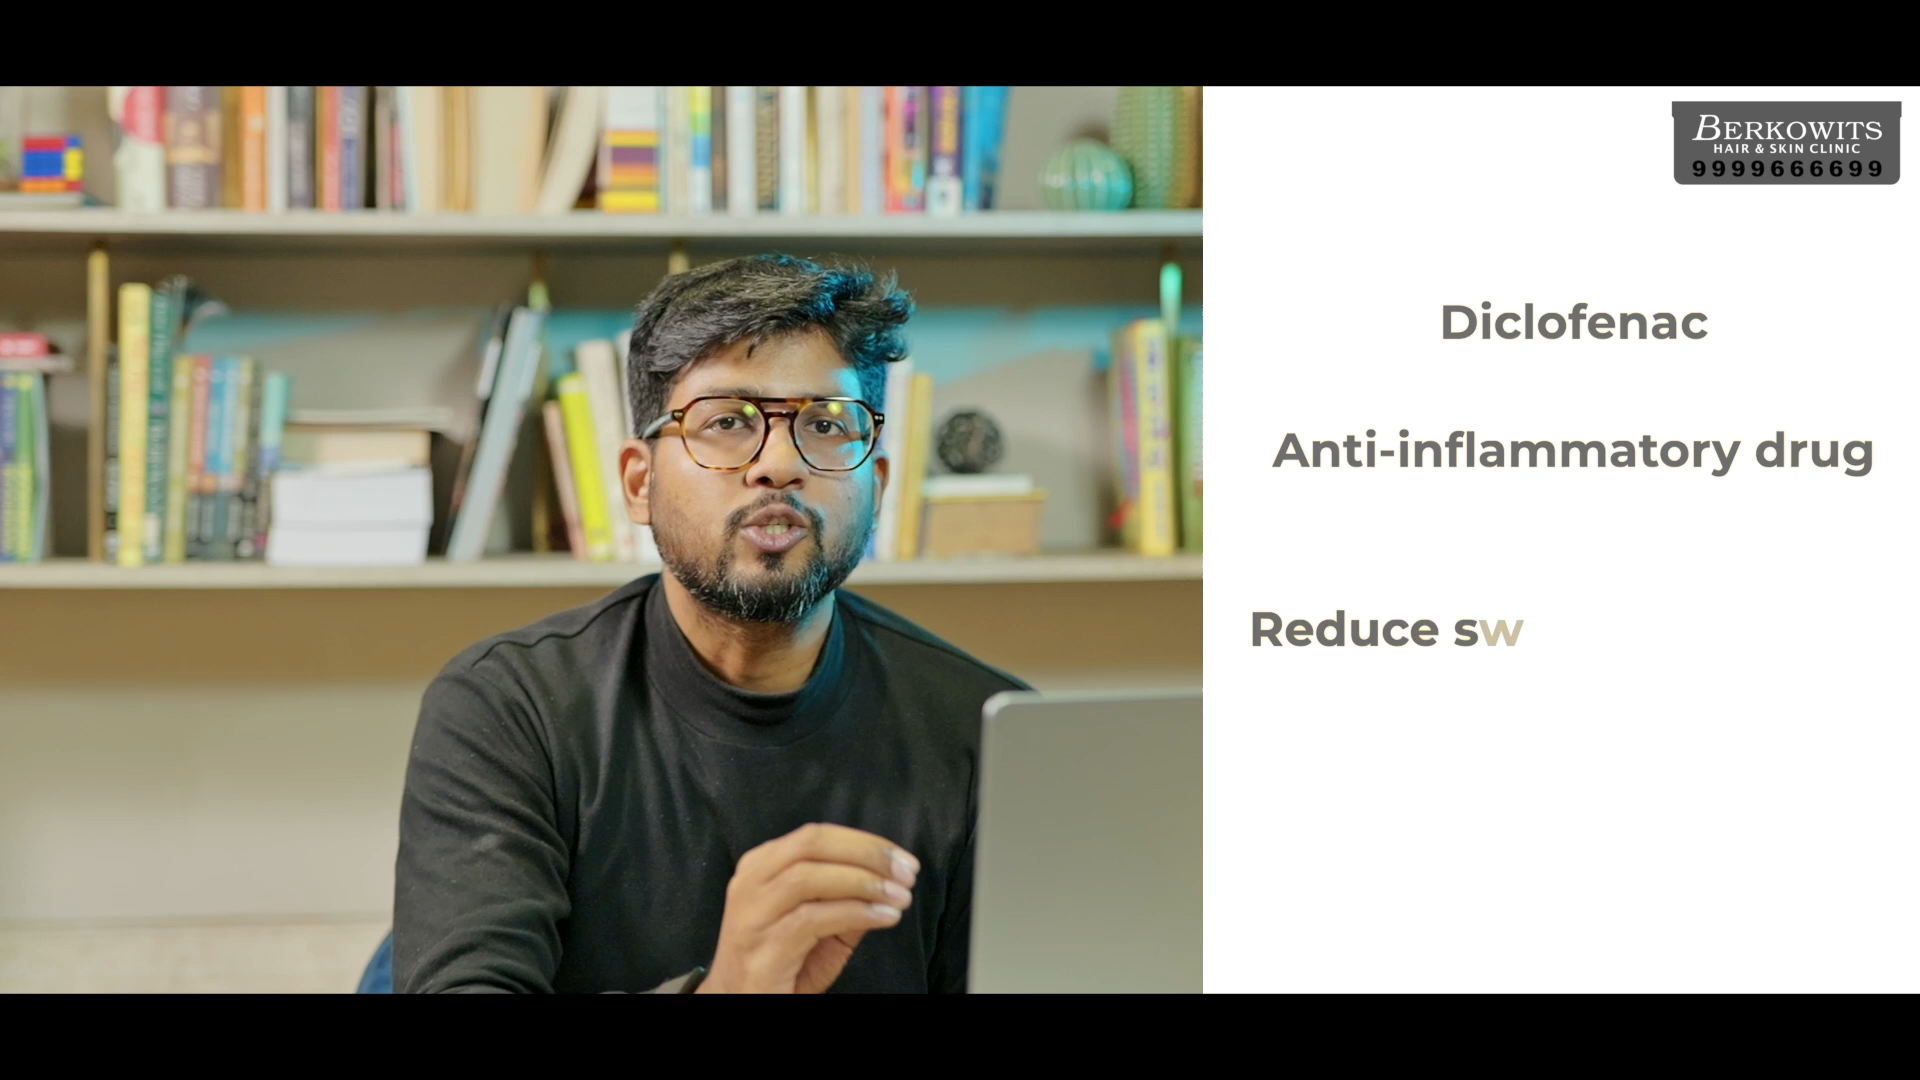 BERKOWITS
HAIR & SKIN CLINIC
9999666699
Diclofenac
Anti-inflammatory drug
Reduce sw